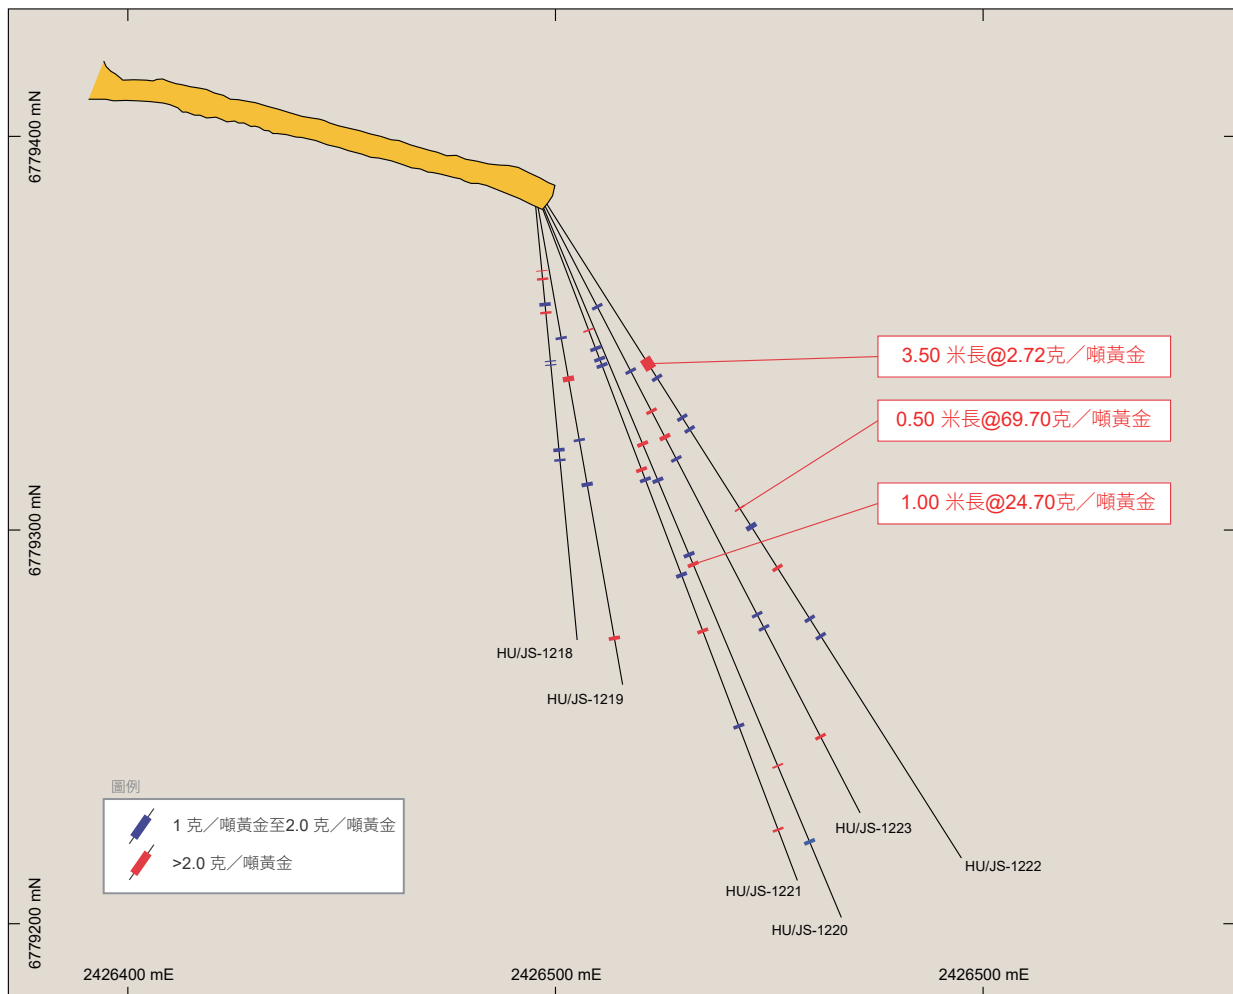 6779400 mN
3.50 米長@2.72克／噸黃金
0.50 米長@69.70克／噸黃金
1.00 米長@24.70克／噸黃金
6779300 mN
HU/JS-1218
HU/JS-1219
圖例
1 克／噸黃金至2.0 克／噸黃金
>2.0 克／噸黃金
HU/JS-1223
HU/JS-1222
HU/JS-1221
HU/JS-1220
6779200 mN
2426400 mE
2426500 mE
2426500 mE